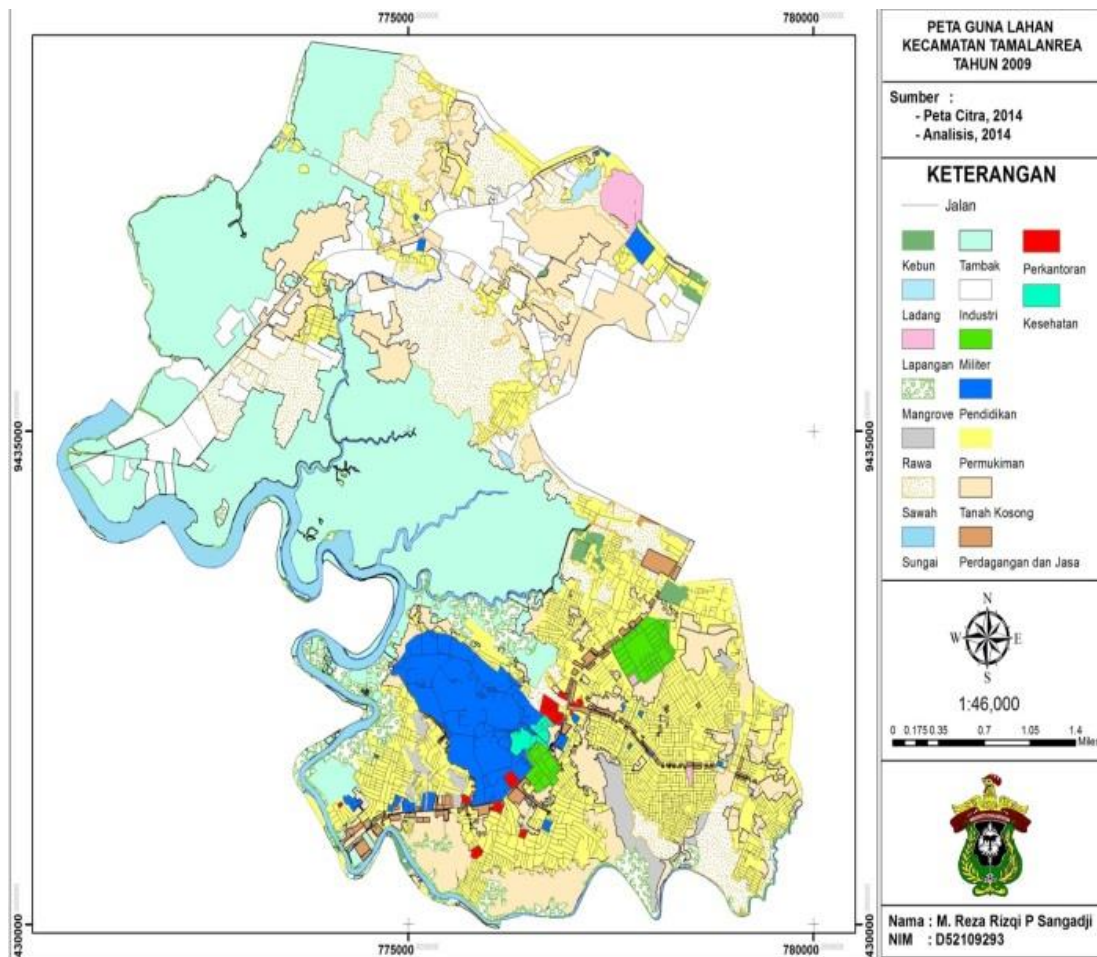 775000
780000
9435000
9435000
430000
430000
775000
780000
PETA GUNA LAHAN
KECAMATAN TAMALANREA
TAHUN 2009
Sumber :
- Peta Citra, 2014
- Analisis, 2014
KETERANGAN
Jalan
Kebun
Tambak
Perkantoran
Ladang
Industri
Kesehatan
Lapangan
Militer
Mangrove
Pendidikan
Rawa
Permukiman
Sawah
Tanah Kosong
Sungai
Perdagangan dan Jasa
N
W
E
S
1:46,000
0 0.175 0.35 0.7 1.05 1.4
Miles
Nama : M. Reza Rizqi P Sangadji
NIM : D52109293